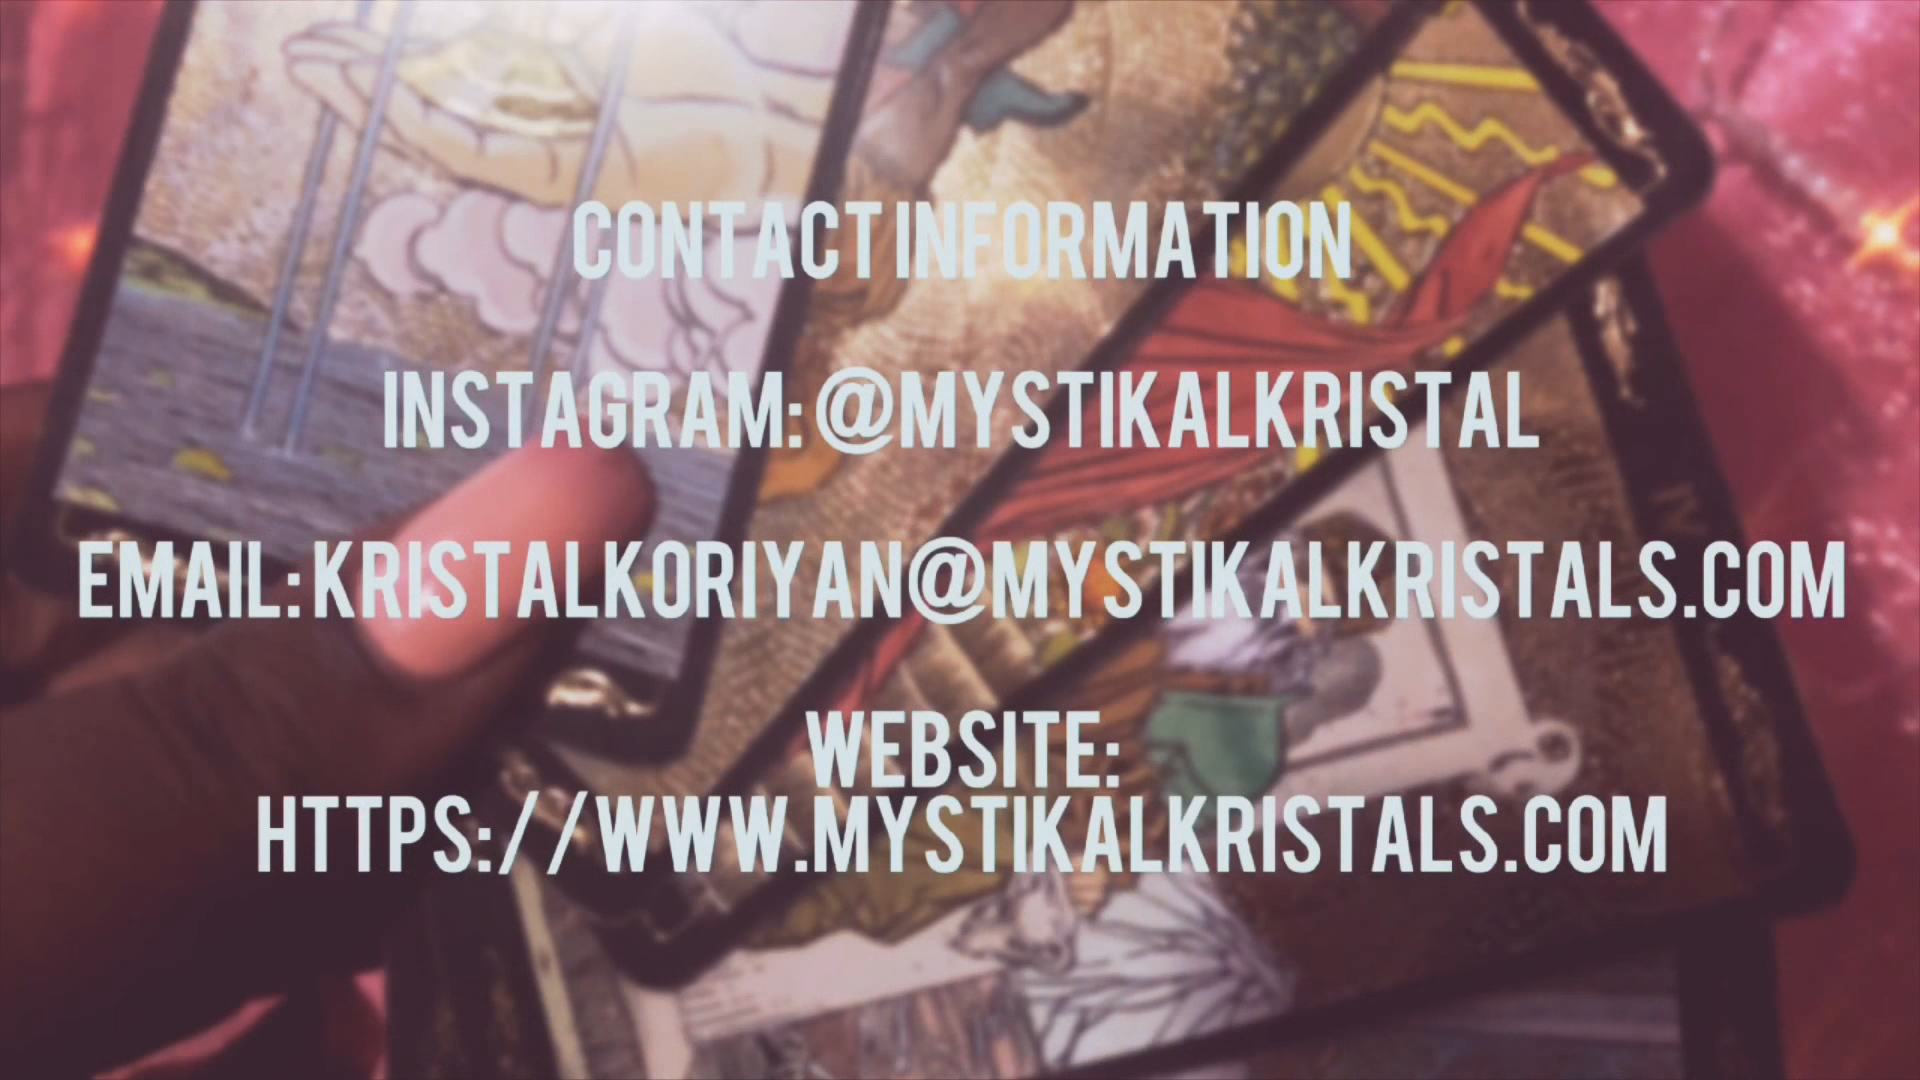 CONTACT INFORMATION
INSTAGRAM: @MYSTIKALKRISTAL
EMAIL: KRISTALKORIYAN@MYSTIKALKRISTALS.COM
WEBSITE:
HTTPS://WWW.MYSTIKALKRISTALS.COM